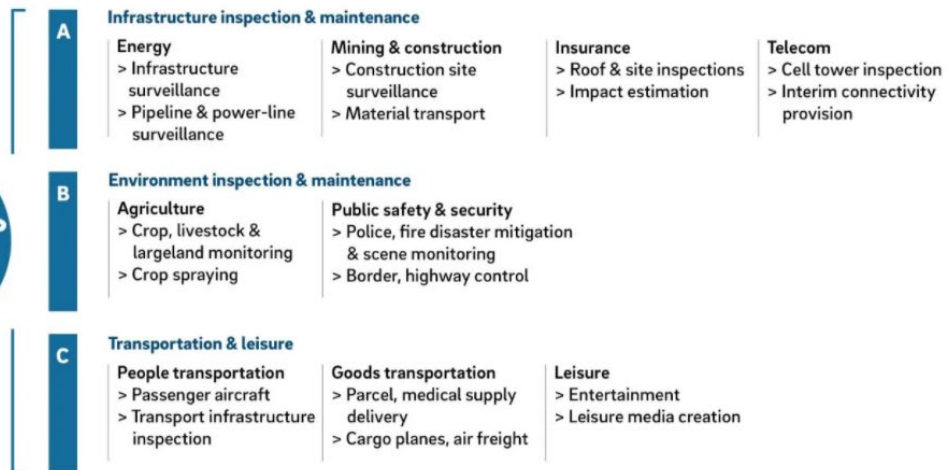 A
Infrastructure inspection & maintenance
Energy
> Infrastructure
surveillance
> Pipeline & power-line
surveillance
Mining & construction
> Construction site
surveillance
> Material transport
Insurance
> Roof & site inspections
> Impact estimation
Telecom
> Cell tower inspection
> Interim connectivity
provision
B
Environment inspection & maintenance
Agriculture
> Crop, livestock &
largeland monitoring
> Crop spraying
Public safety & security
> Police, fire disaster mitigation
& scene monitoring
> Border, highway control
C
Transportation & leisure
People transportation
> Passenger aircraft
> Transport infrastructure
inspection
Goods transportation
> Parcel, medical supply
delivery
> Cargo planes, air freight
Leisure
> Entertainment
> Leisure media creation